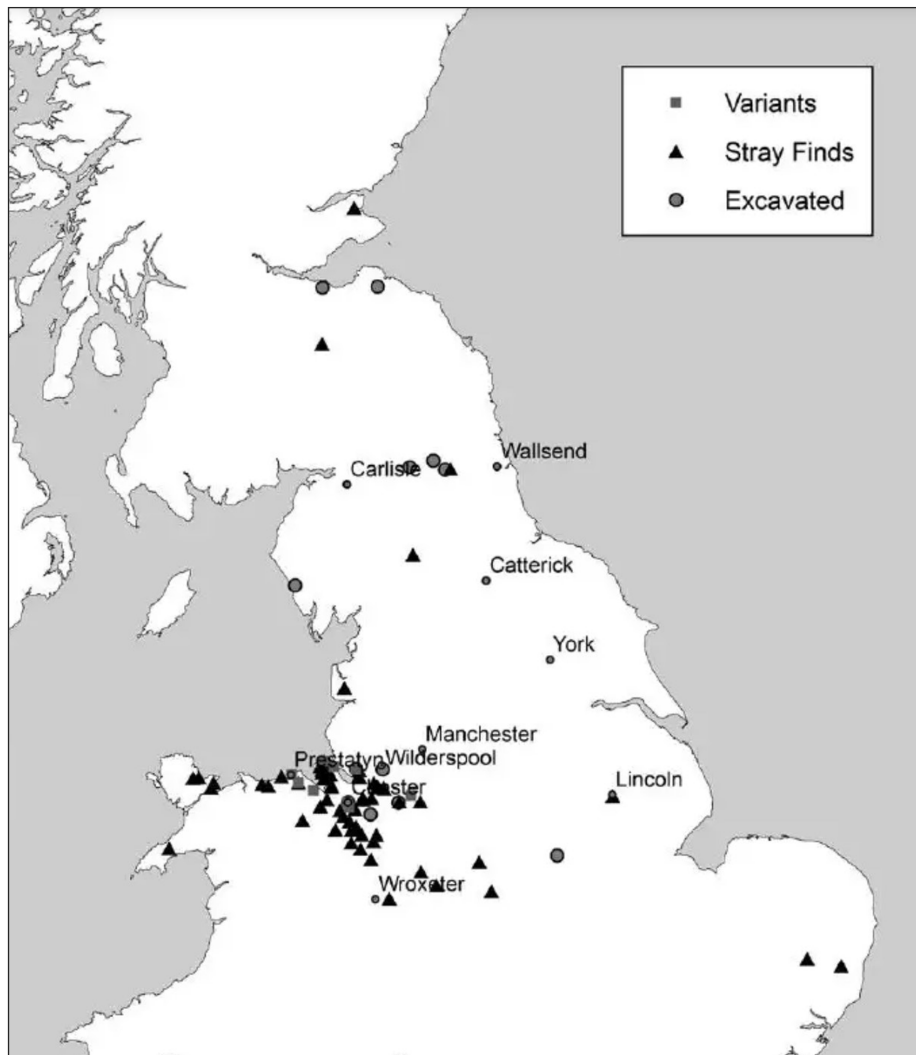 Variants
Stray Finds
Excavated
Wallsend
Carlisle
Catterick
York
Manchester
Prestatyn
Wilderspool
Chester
Lincoln
Wroxeter